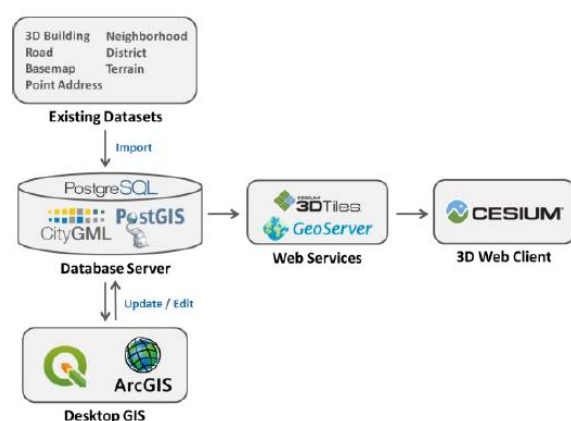 3D Building Neighborhood
Road District
Basemap Terrain
Point Address
Existing Datasets
Import
PostgreSQL
CityGML PostGIS
Database Server
CESIUM
3DTiles
GeoServer
Web Services
CESIUM
3D Web Client
Update / Edit
Q
ArcGIS
Desktop GIS